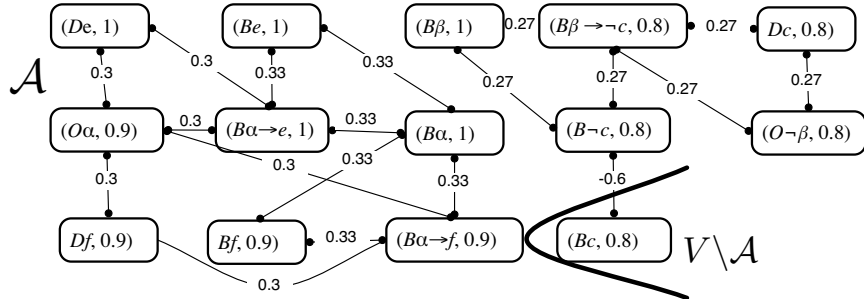 (De, 1) (Be, 1) (Bβ, 1) 0.27 (Bβ→¬c, 0.8) 0.27 Dc, 0.8)
0.3 0.3 0.33 0.33 0.27 0.27 0.27 0.27
𝒜
(Oα, 0.9) 0.3 (Bα→e, 1) 0.33 (Bα, 1) (B¬c, 0.8) (O¬β, 0.8)
0.3 0.33 0.3 0.33 -0.6
Df, 0.9) Bf, 0.9) 0.33 (Bα→f, 0.9) (Bc, 0.8) V\𝒜
0.3